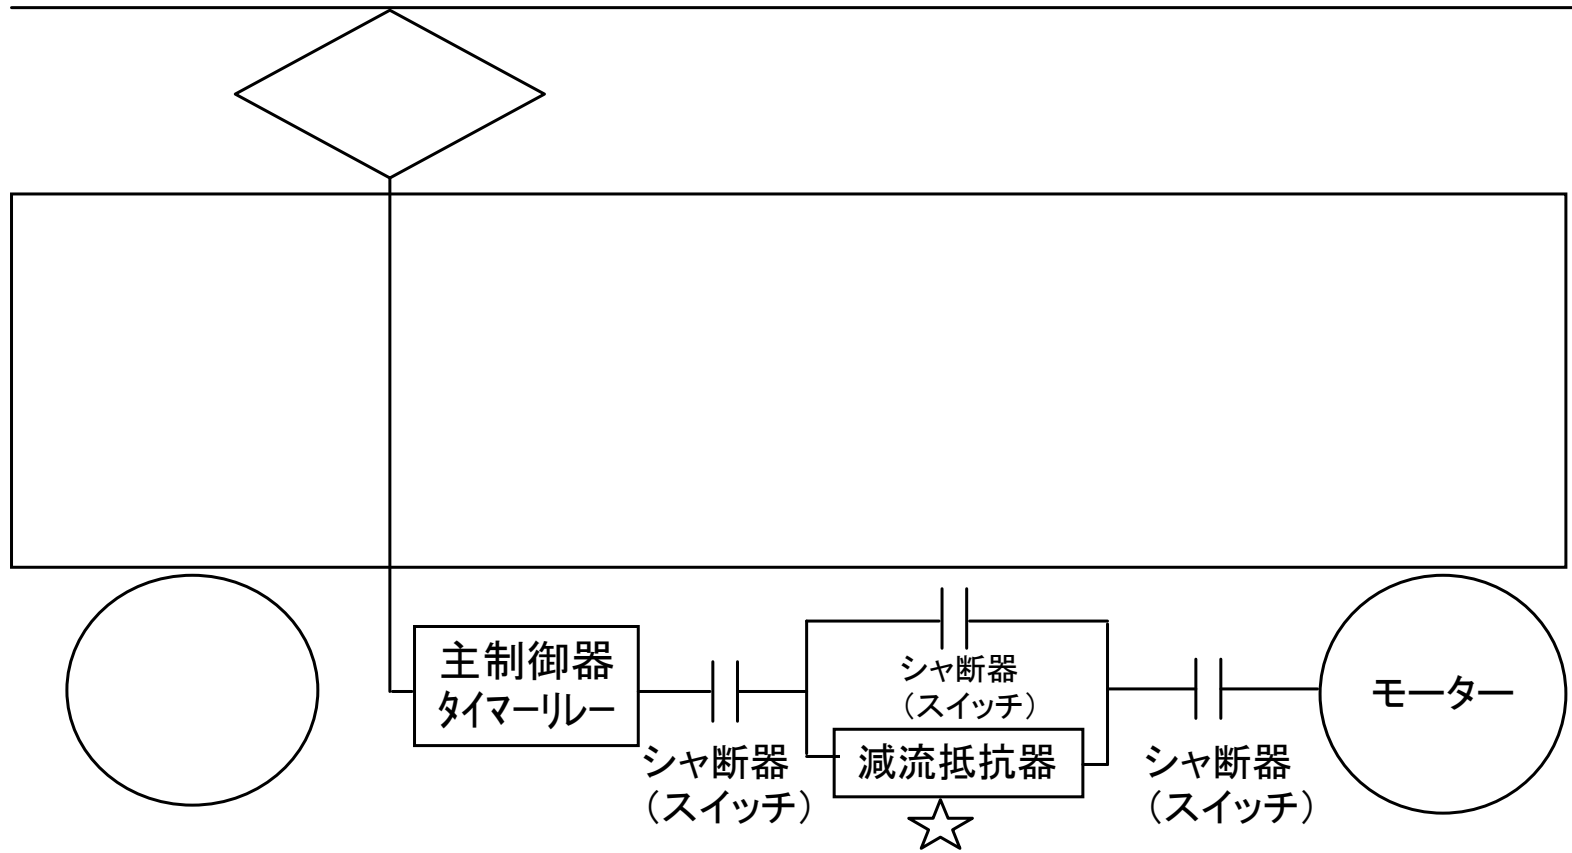 主制御器
タイマーリレー
シャ断器
（スイッチ）
シャ断器
（スイッチ）
減流抵抗器
シャ断器
（スイッチ）
モーター